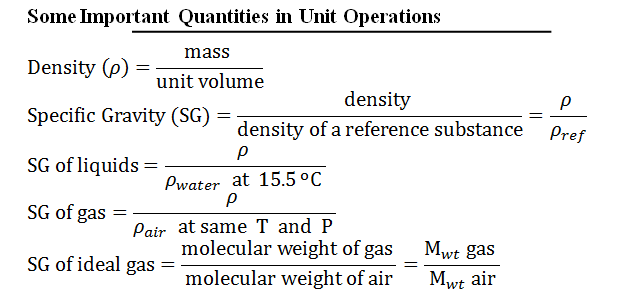 Some Important Quantities in Unit Operations
Density (ρ) = mass / unit volume
Specific Gravity (SG) = density / density of a reference substance = ρ / ρref
SG of liquids = ρ / ρwater at 15.5 °C
SG of gas = ρ / ρair at same T and P
SG of ideal gas = molecular weight of gas / molecular weight of air = Mwt gas / Mwt air